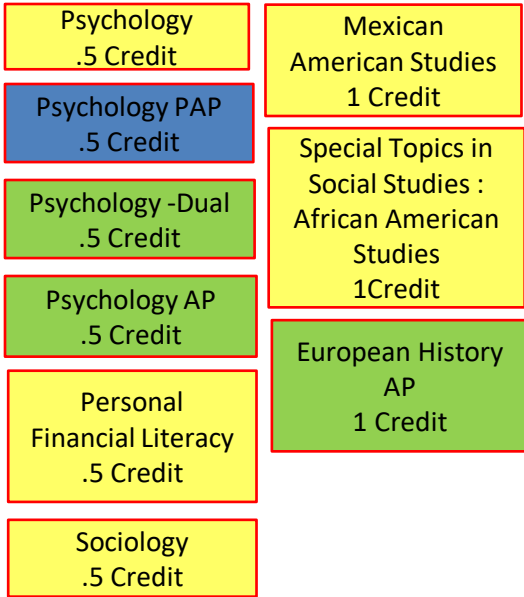 Psychology
.5 Credit
Psychology PAP
.5 Credit
Psychology -Dual
.5 Credit
Psychology AP
.5 Credit
Personal
Financial Literacy
.5 Credit
Sociology
.5 Credit
Mexican
American Studies
1 Credit
Special Topics in
Social Studies :
African American
Studies
1Credit
European History
AP
1 Credit